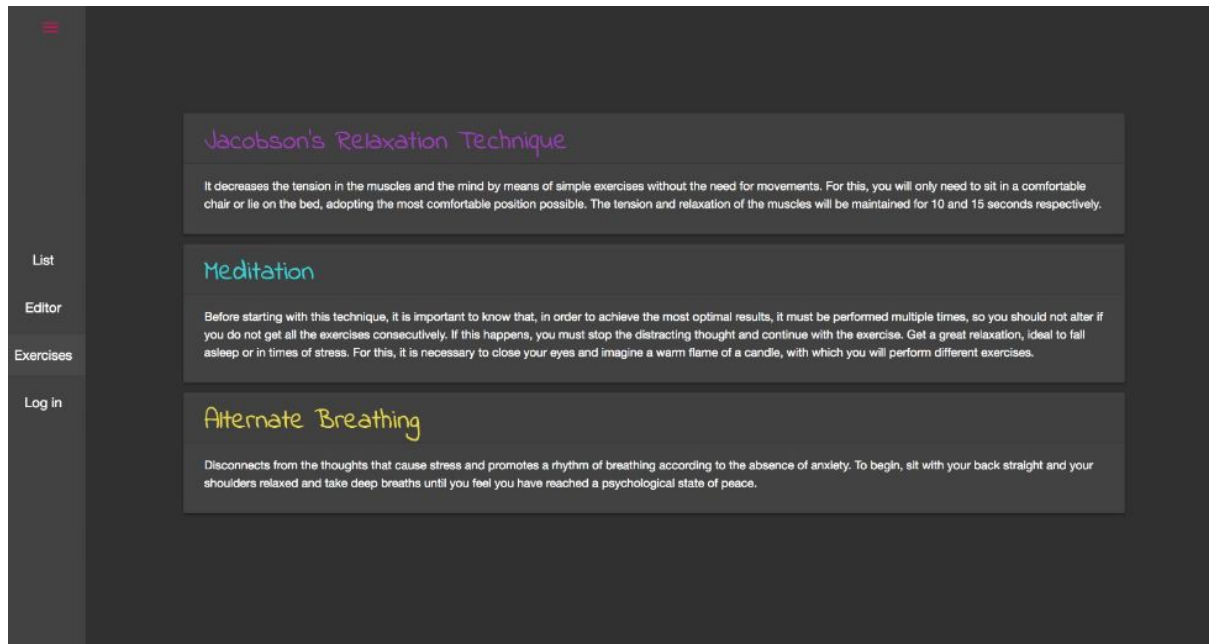 Jacobson's Relaxation Technique
It decreases the tension in the muscles and the mind by means of simple exercises without the need for movements. For this, you will only need to sit in a comfortable
chair or lie on the bed, adopting the most comfortable position possible. The tension and relaxation of the muscles will be maintained for 10 and 15 seconds respectively.
List
Editor
Exercises
Log in
Meditation
Before starting with this technique, it is important to know that, in order to achieve the most optimal results, it must be performed multiple times, so you should not alter if
you do not get all the exercises consecutively. If this happens, you must stop the distracting thought and continue with the exercise. Get a great relaxation, ideal to fall
asleep or in times of stress. For this, it is necessary to close your eyes and imagine a warm flame of a candle, with which you will perform different exercises.
Alternate Breathing
Disconnects from the thoughts that cause stress and promotes a rhythm of breathing according to the absence of anxiety. To begin, sit with your back straight and your
shoulders relaxed and take deep breaths until you feel you have reached a psychological state of peace.